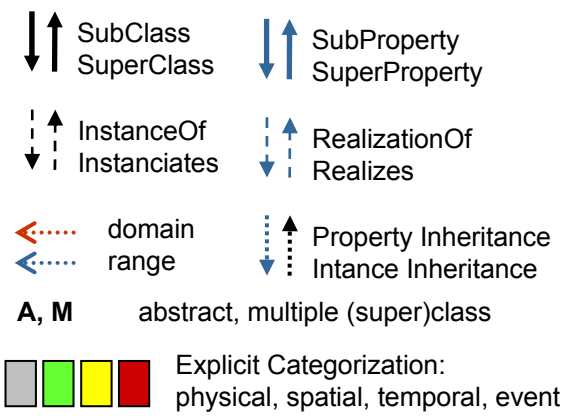 SubClass
SuperClass
SubProperty
SuperProperty
InstanceOf
Instanciates
RealizationOf
Realizes
domain
range
Property Inheritance
Intance Inheritance
A, M abstract, multiple (super)class
Explicit Categorization:
physical, spatial, temporal, event